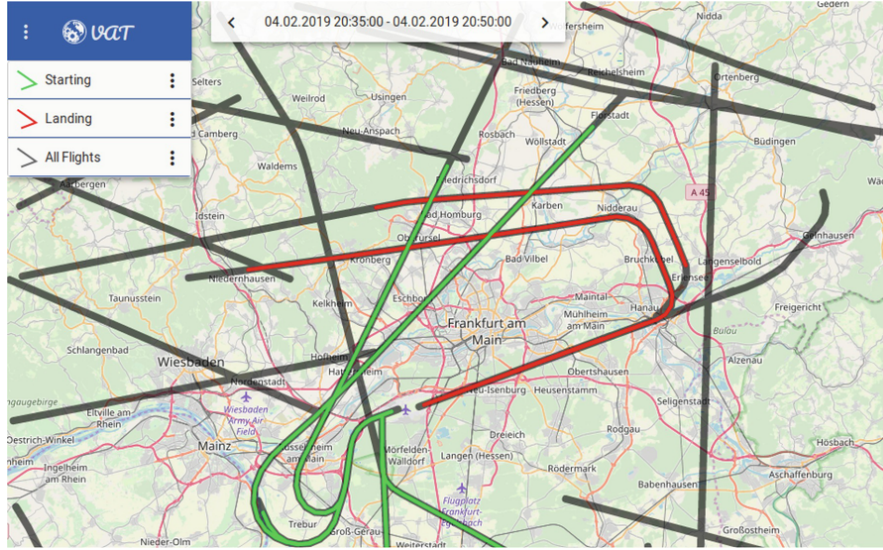 VAT
04.02.2019 20:35:00 - 04.02.2019 20:50:00
Starting
Landing
All Flights
Gedern
Nidda
Bad Nauheim
Reichelsheim
Ortenberg
Selters
Weilrod
Usingen
Friedberg
(Hessen)
Florstadt
Neu-Anspach
Rosbach
Wöllstadt
Büdingen
d Camberg
Waldems
Friedrichsdorf
Aarbergen
A 45
Idstein
Bad Homburg
Karben
Nidderau
Oberursel
Gelnhausen
Kronberg
Bad Vilbel
Bruchköbel
Langenselbold
Niedernhausen
Erlensee
Taunusstein
Kelkheim
Eschbor
Maintal
Hanau
Freigericht
Frankfurt am
Main
Mühlheim
am Main
Bulau
Schlangenbad
Hofheim
Alzenau
Wiesbaden
Obertshausen
Nordenstadt
Neu-Isenburg
Heusenstamm
Seligenstadt
Eltville am
Rhein
Wiesbaden
Army Air
Field
Oestrich-Winkel
Mainz
Dreieich
Rodgau
Hösbach
Mörfelden-
Walldorf
Langen (Hessen)
Rödermark
Aschaffenburg
Ingelheim
am Rhein
am Main
Babenhausen
Flugplatz
Frankfurt-
Egelsbach
Trebur
Groß-Gerau
Großostheim
Nieder-Olm
Weiterstadt